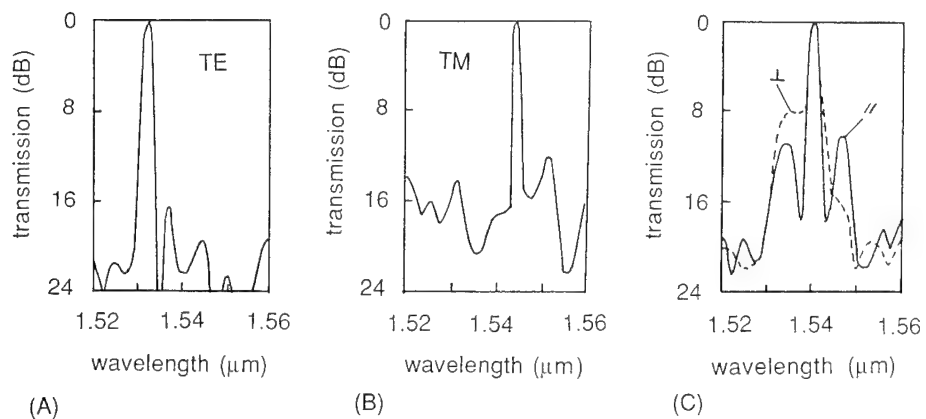 0
8
16
24
transmission (dB)
TE
1.52
1.54
1.56
wavelength (μm)
(A)
0
8
16
24
transmission (dB)
TM
1.52
1.54
1.56
wavelength (μm)
(B)
0
8
16
24
transmission (dB)
⊥
//
1.52
1.54
1.56
wavelength (μm)
(C)